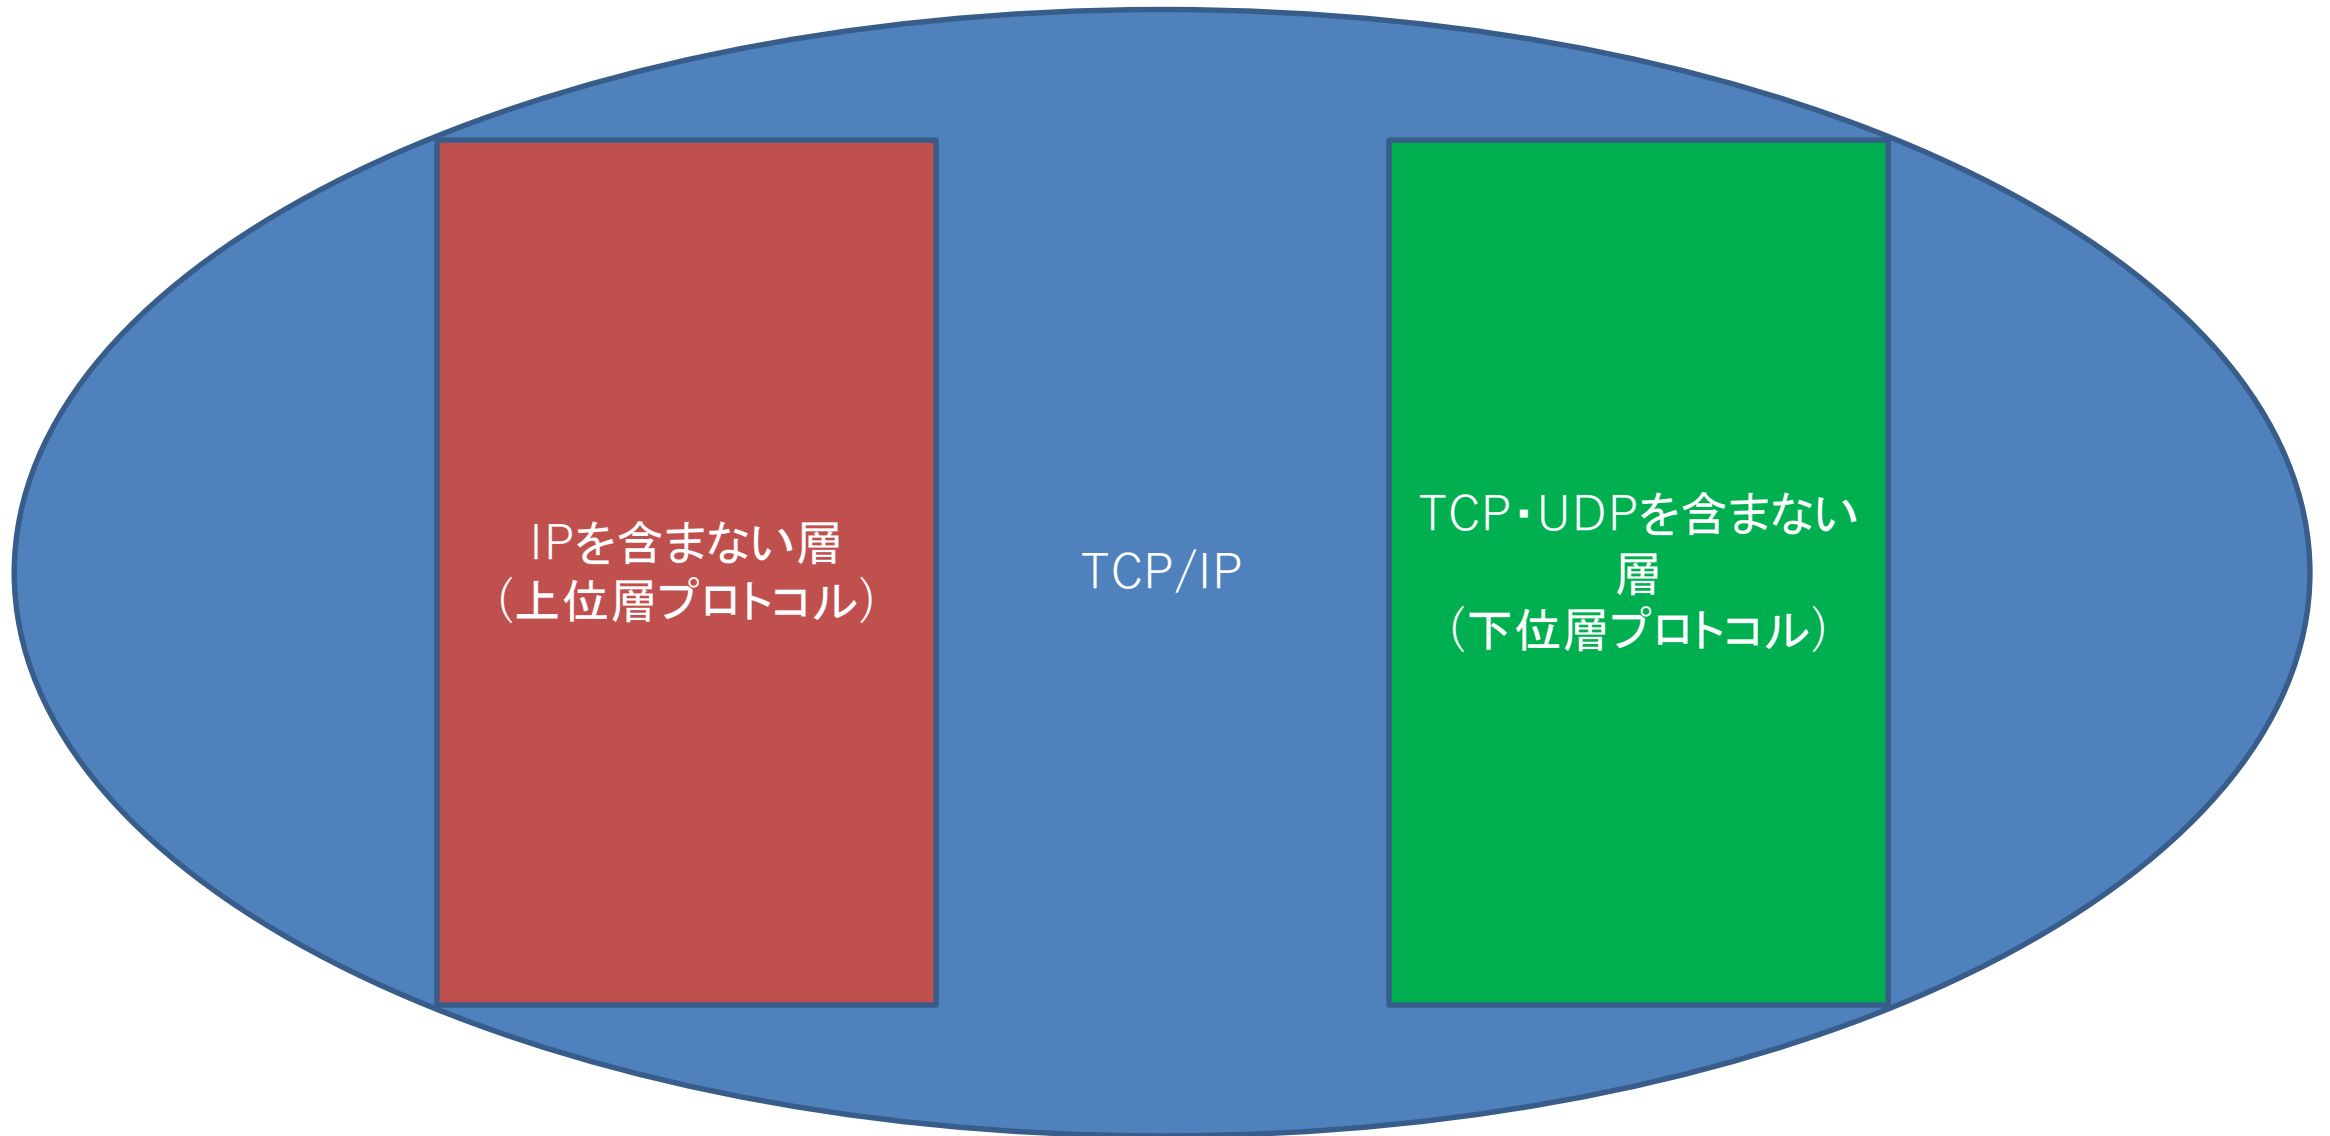 IPを含まない層
（上位層プロトコル）
TCP/IP
TCP・UDPを含まない
層
（下位層プロトコル）